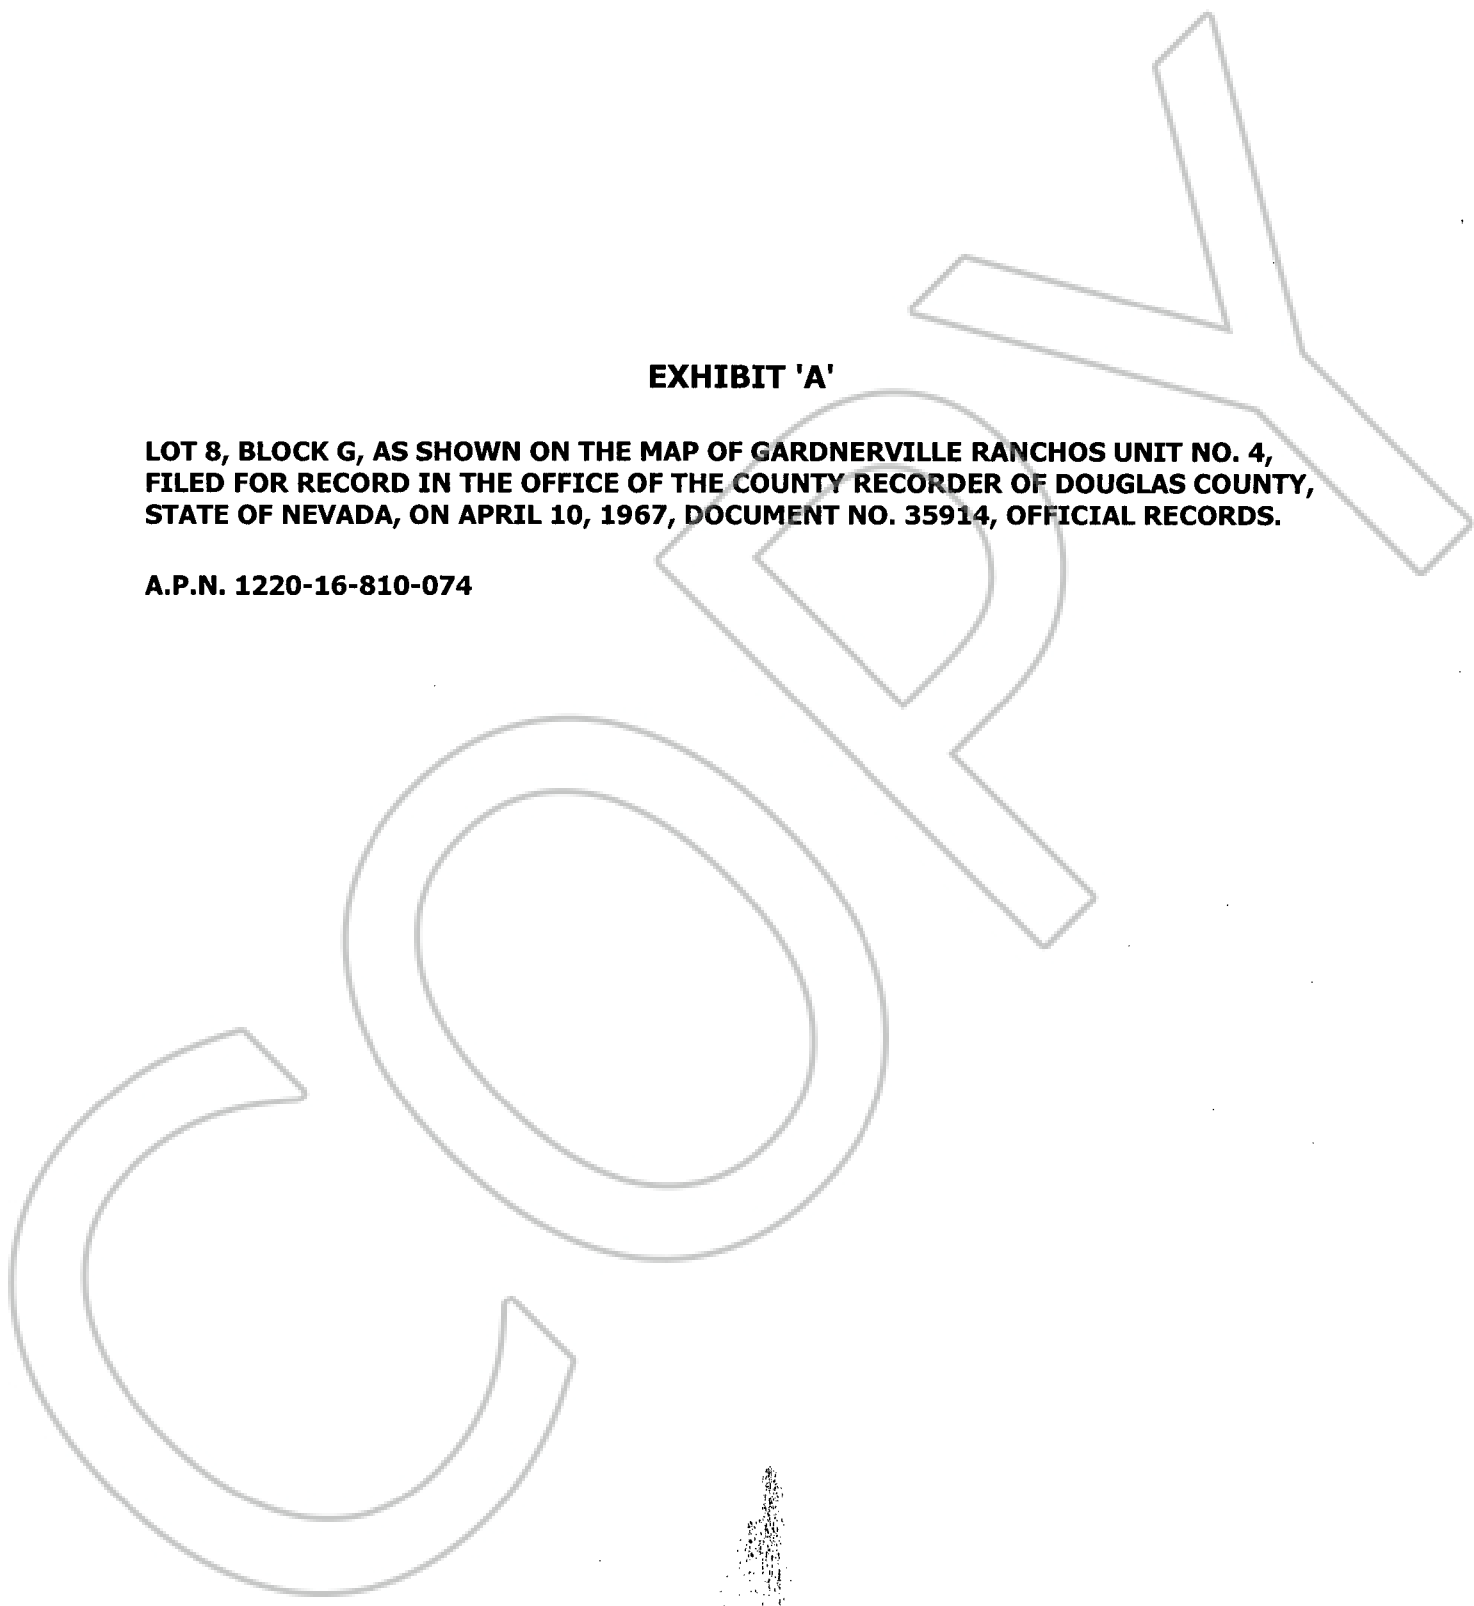 EXHIBIT 'A'
LOT 8, BLOCK G, AS SHOWN ON THE MAP OF GARDNERVILLE RANCHOS UNIT NO. 4,
FILED FOR RECORD IN THE OFFICE OF THE COUNTY RECORDER OF DOUGLAS COUNTY,
STATE OF NEVADA, ON APRIL 10, 1967, DOCUMENT NO. 35914, OFFICIAL RECORDS.
A.P.N. 1220-16-810-074
COPY